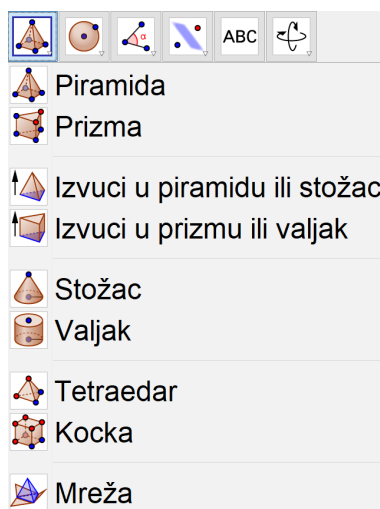 ABC
Piramida
Prizma
Izvuci u piramidu ili stožac
Izvuci u prizmu ili valjak
Stožac
Valjak
Tetraedar
Kocka
Mreža